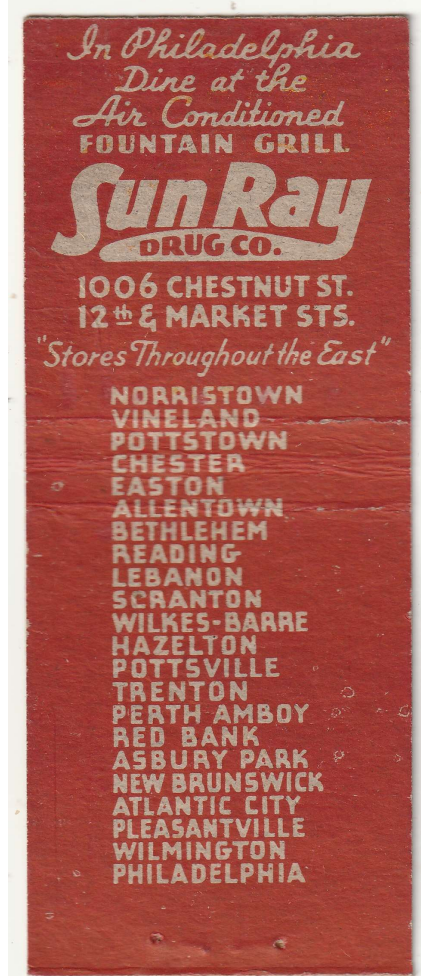 In Philadelphia
Dine at the
Air Conditioned
FOUNTAIN GRILL
Sun Ray
DRUG CO.
1006 CHESTNUT ST.
12th & MARKET STS.
"Stores Throughout the East"
NORRISTOWN
VINELAND
POTTSTOWN
CHESTER
EASTON
ALLENTOWN
BETHLEHEM
READING
LEBANON
SCRANTON
WILKES-BARRE
HAZELTON
POTTSVILLE
TRENTON
PERTH AMBOY
RED BANK
ASBURY PARK
NEW BRUNSWICK
ATLANTIC CITY
PLEASANTVILLE
WILMINGTON
PHILADELPHIA